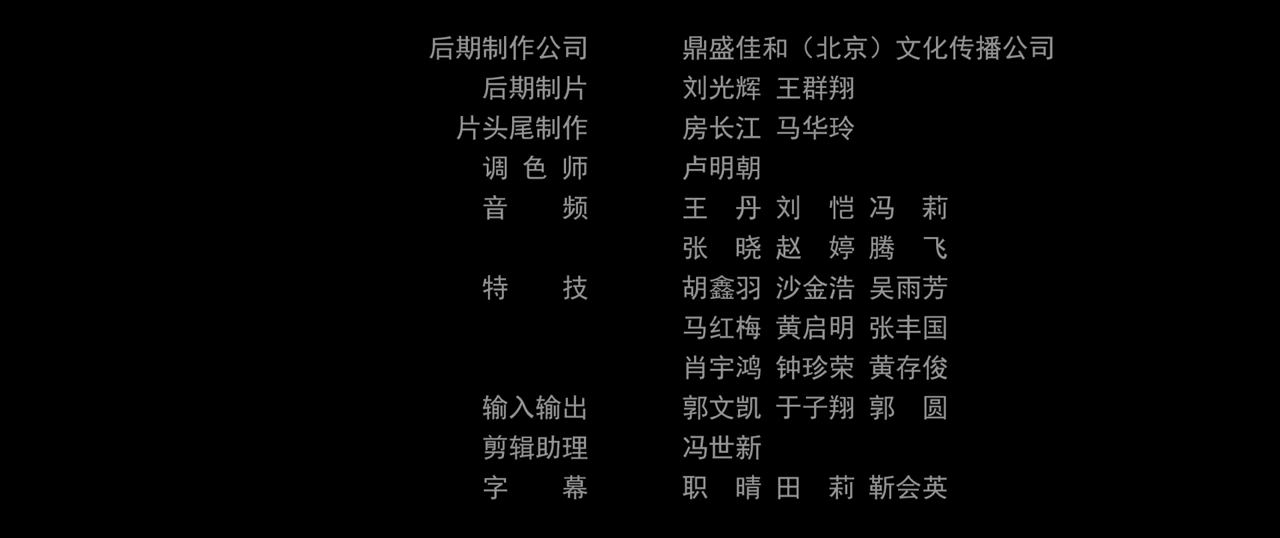 后期制作公司 鼎盛佳和（北京）文化传播公司
后期制片 刘光辉 王群翔
片头尾制作 房长江 马华玲
调色师 卢明朝
音频 王丹 刘恺 冯莉
张晓 赵婷 腾飞
特技 胡鑫羽 沙金浩 吴雨芳
马红梅 黄启明 张丰国
肖宇鸿 钟珍荣 黄存俊
输入输出 郭文凯 于子翔 郭圆
剪辑助理 冯世新
字幕 职晴 田莉 靳会英